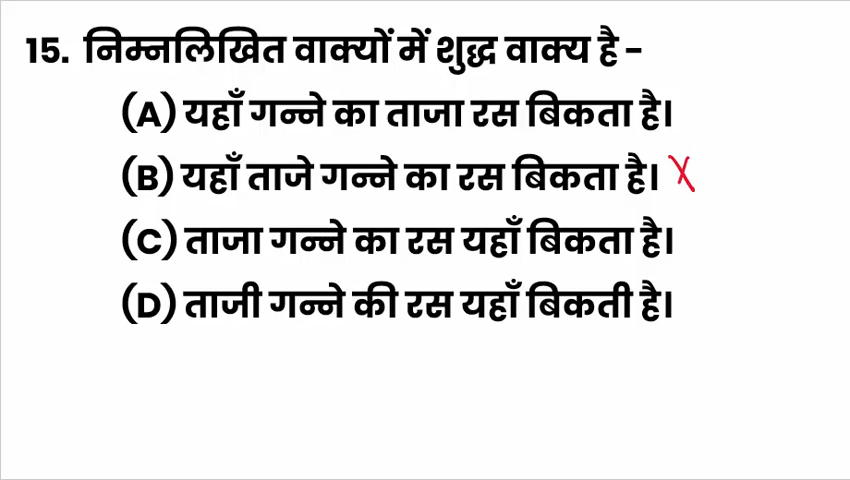 15. निम्नलिखित वाक्यों में शुद्ध वाक्य है -
(A) यहाँ गन्ने का ताजा रस बिकता है।
(B) यहाँ ताजे गन्ने का रस बिकता है। X
(C) ताजा गन्ने का रस यहाँ बिकता है।
(D) ताजी गन्ने की रस यहाँ बिकती है।